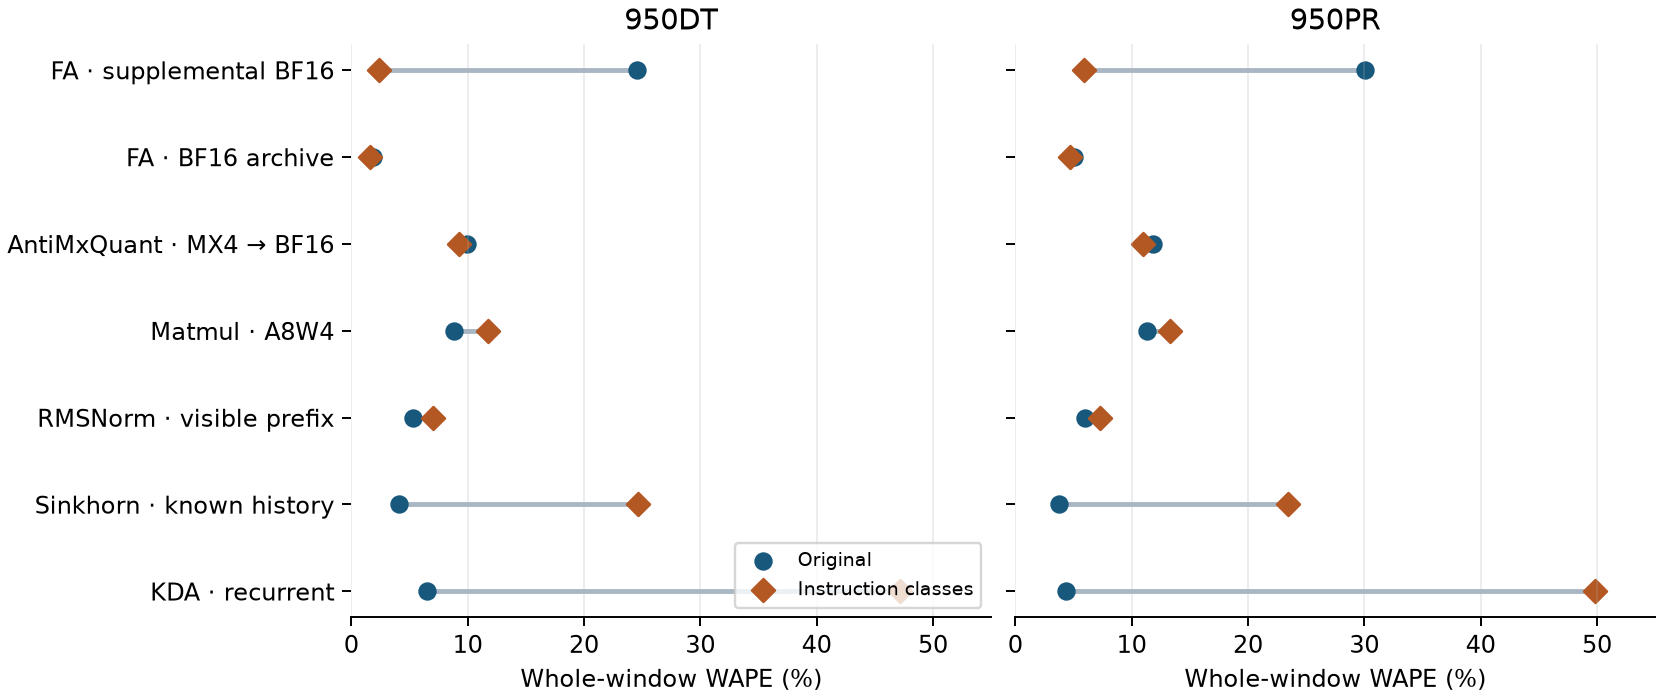 950DT
950PR
FA · supplemental BF16
FA · BF16 archive
AntiMxQuant · MX4 → BF16
Matmul · A8W4
RMSNorm · visible prefix
Sinkhorn · known history
KDA · recurrent
Original
Instruction classes
0 10 20 30 40 50
0 10 20 30 40 50
Whole-window WAPE (%)
Whole-window WAPE (%)